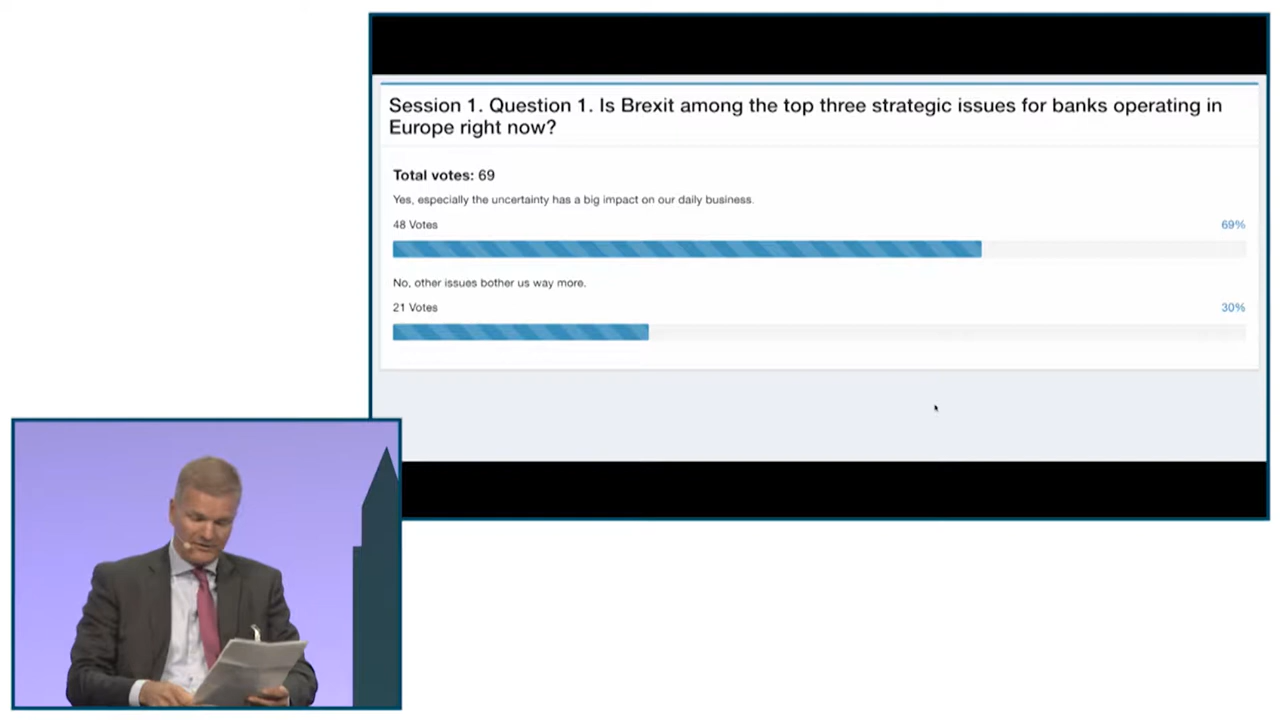 Session 1. Question 1. Is Brexit among the top three strategic issues for banks operating in
Europe right now?
Total votes: 69
Yes, especially the uncertainty has a big impact on our daily business.
48 Votes 69%
No, other issues bother us way more.
21 Votes 30%